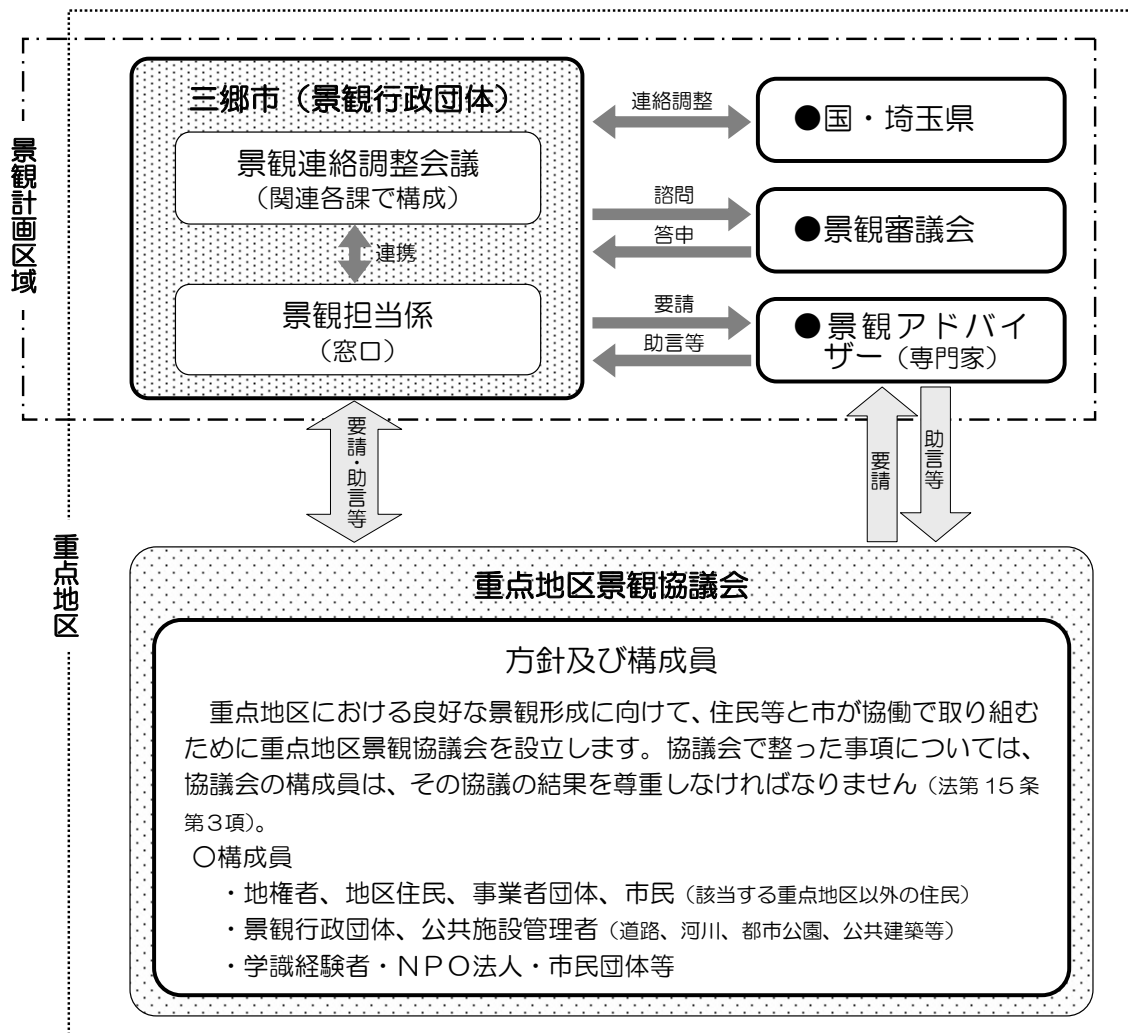 景観計画区域
三郷市（景観行政団体）
景観連絡調整会議
（関連各課で構成）
連携
景観担当係
（窓口）
連絡調整
●国・埼玉県
諮問
答申
●景観審議会
要請
助言等
●景観アドバイ
ザー（専門家）
要請・助言等
要請
助言等
重点地区
重点地区景観協議会
方針及び構成員
重点地区における良好な景観形成に向けて、住民等と市が協働で取り組む
ために重点地区景観協議会を設立します。協議会で整った事項については、
協議会の構成員は、その協議の結果を尊重しなければなりません（法第 15 条
第３項）。
〇構成員
・地権者、地区住民、事業者団体、市民（該当する重点地区以外の住民）
・景観行政団体、公共施設管理者（道路、河川、都市公園、公共建築等）
・学識経験者・ＮＰＯ法人・市民団体等